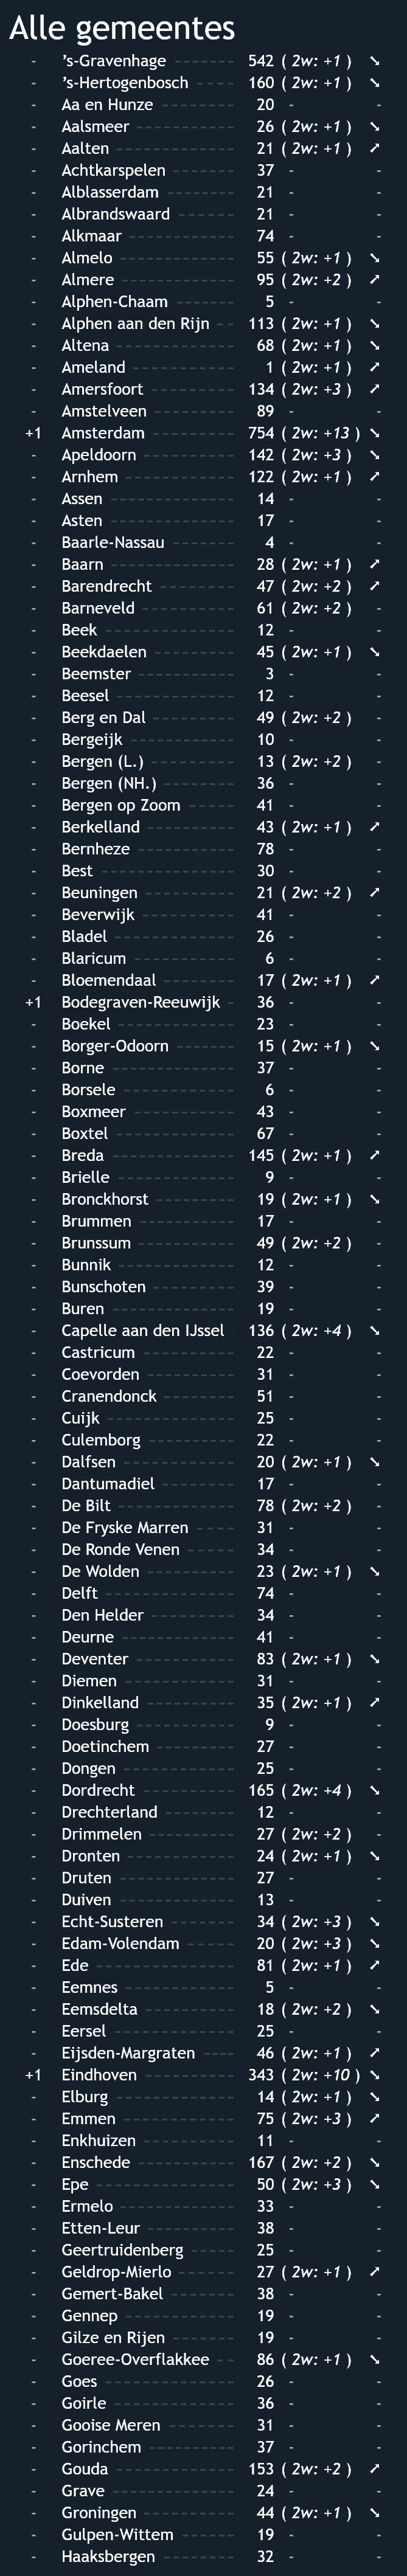 Alle gemeentes
- ’s-Gravenhage 542 ( 2w: +1 ) ➘
- ’s-Hertogenbosch 160 ( 2w: +1 ) ➘
- Aa en Hunze 20 - -
- Aalsmeer 26 ( 2w: +1 ) ➘
- Aalten 21 ( 2w: +1 ) ➚
- Achtkarspelen 37 - -
- Alblasserdam 21 - -
- Albrandswaard 21 - -
- Alkmaar 74 - -
- Almelo 55 ( 2w: +1 ) ➘
- Almere 95 ( 2w: +2 ) ➚
- Alphen-Chaam 5 - -
- Alphen aan den Rijn 113 ( 2w: +1 ) ➘
- Altena 68 ( 2w: +1 ) ➘
- Ameland 1 ( 2w: +1 ) ➚
- Amersfoort 134 ( 2w: +3 ) ➚
- Amstelveen 89 - -
+1 Amsterdam 754 ( 2w: +13 ) ➘
- Apeldoorn 142 ( 2w: +3 ) ➘
- Arnhem 122 ( 2w: +1 ) ➚
- Assen 14 - -
- Asten 17 - -
- Baarle-Nassau 4 - -
- Baarn 28 ( 2w: +1 ) ➚
- Barendrecht 47 ( 2w: +2 ) ➚
- Barneveld 61 ( 2w: +2 ) -
- Beek 12 - -
- Beekdaelen 45 ( 2w: +1 ) ➘
- Beemster 3 - -
- Beesel 12 - -
- Berg en Dal 49 ( 2w: +2 ) -
- Bergeijk 10 - -
- Bergen (L.) 13 ( 2w: +2 ) -
- Bergen (NH.) 36 - -
- Bergen op Zoom 41 - -
- Berkelland 43 ( 2w: +1 ) ➚
- Bernheze 78 - -
- Best 30 - -
- Beuningen 21 ( 2w: +2 ) ➚
- Beverwijk 41 - -
- Bladel 26 - -
- Blaricum 6 - -
- Bloemendaal 17 ( 2w: +1 ) ➚
+1 Bodegraven-Reeuwijk 36 - -
- Boekel 23 - -
- Borger-Odoorn 15 ( 2w: +1 ) ➘
- Borne 37 - -
- Borsele 6 - -
- Boxmeer 43 - -
- Boxtel 67 - -
- Breda 145 ( 2w: +1 ) ➚
- Brielle 9 - -
- Bronckhorst 19 ( 2w: +1 ) ➘
- Brummen 17 - -
- Brunssum 49 ( 2w: +2 ) -
- Bunnik 12 - -
- Bunschoten 39 - -
- Buren 19 - -
- Capelle aan den IJssel 136 ( 2w: +4 ) ➘
- Castricum 22 - -
- Coevorden 31 - -
- Cranendonck 51 - -
- Cuijk 25 - -
- Culemborg 22 - -
- Dalfsen 20 ( 2w: +1 ) ➘
- Dantumadiel 17 - -
- De Bilt 78 ( 2w: +2 ) -
- De Fryske Marren 31 - -
- De Ronde Venen 34 - -
- De Wolden 23 ( 2w: +1 ) ➘
- Delft 74 - -
- Den Helder 34 - -
- Deurne 41 - -
- Deventer 83 ( 2w: +1 ) ➘
- Diemen 31 - -
- Dinkelland 35 ( 2w: +1 ) ➚
- Doesburg 9 - -
- Doetinchem 27 - -
- Dongen 25 - -
- Dordrecht 165 ( 2w: +4 ) ➘
- Drechterland 12 - -
- Drimmelen 27 ( 2w: +2 ) -
- Dronten 24 ( 2w: +1 ) ➘
- Druten 27 - -
- Duiven 13 - -
- Echt-Susteren 34 ( 2w: +3 ) ➘
- Edam-Volendam 20 ( 2w: +3 ) ➘
- Ede 81 ( 2w: +1 ) ➚
- Eemnes 5 - -
- Eemsdelta 18 ( 2w: +2 ) ➘
- Eersel 25 - -
- Eijsden-Margraten 46 ( 2w: +1 ) ➚
+1 Eindhoven 343 ( 2w: +10 ) ➘
- Elburg 14 ( 2w: +1 ) ➘
- Emmen 75 ( 2w: +3 ) ➚
- Enkhuizen 11 - -
- Enschede 167 ( 2w: +2 ) ➘
- Epe 50 ( 2w: +3 ) ➘
- Ermelo 33 - -
- Etten-Leur 38 - -
- Geertruidenberg 25 - -
- Geldrop-Mierlo 27 ( 2w: +1 ) ➚
- Gemert-Bakel 38 - -
- Gennep 19 - -
- Gilze en Rijen 19 - -
- Goeree-Overflakkee 86 ( 2w: +1 ) ➘
- Goes 26 - -
- Goirle 36 - -
- Gooise Meren 31 - -
- Gorinchem 37 - -
- Gouda 153 ( 2w: +2 ) ➚
- Grave 24 - -
- Groningen 44 ( 2w: +1 ) ➘
- Gulpen-Wittem 19 - -
- Haaksbergen 32 - -